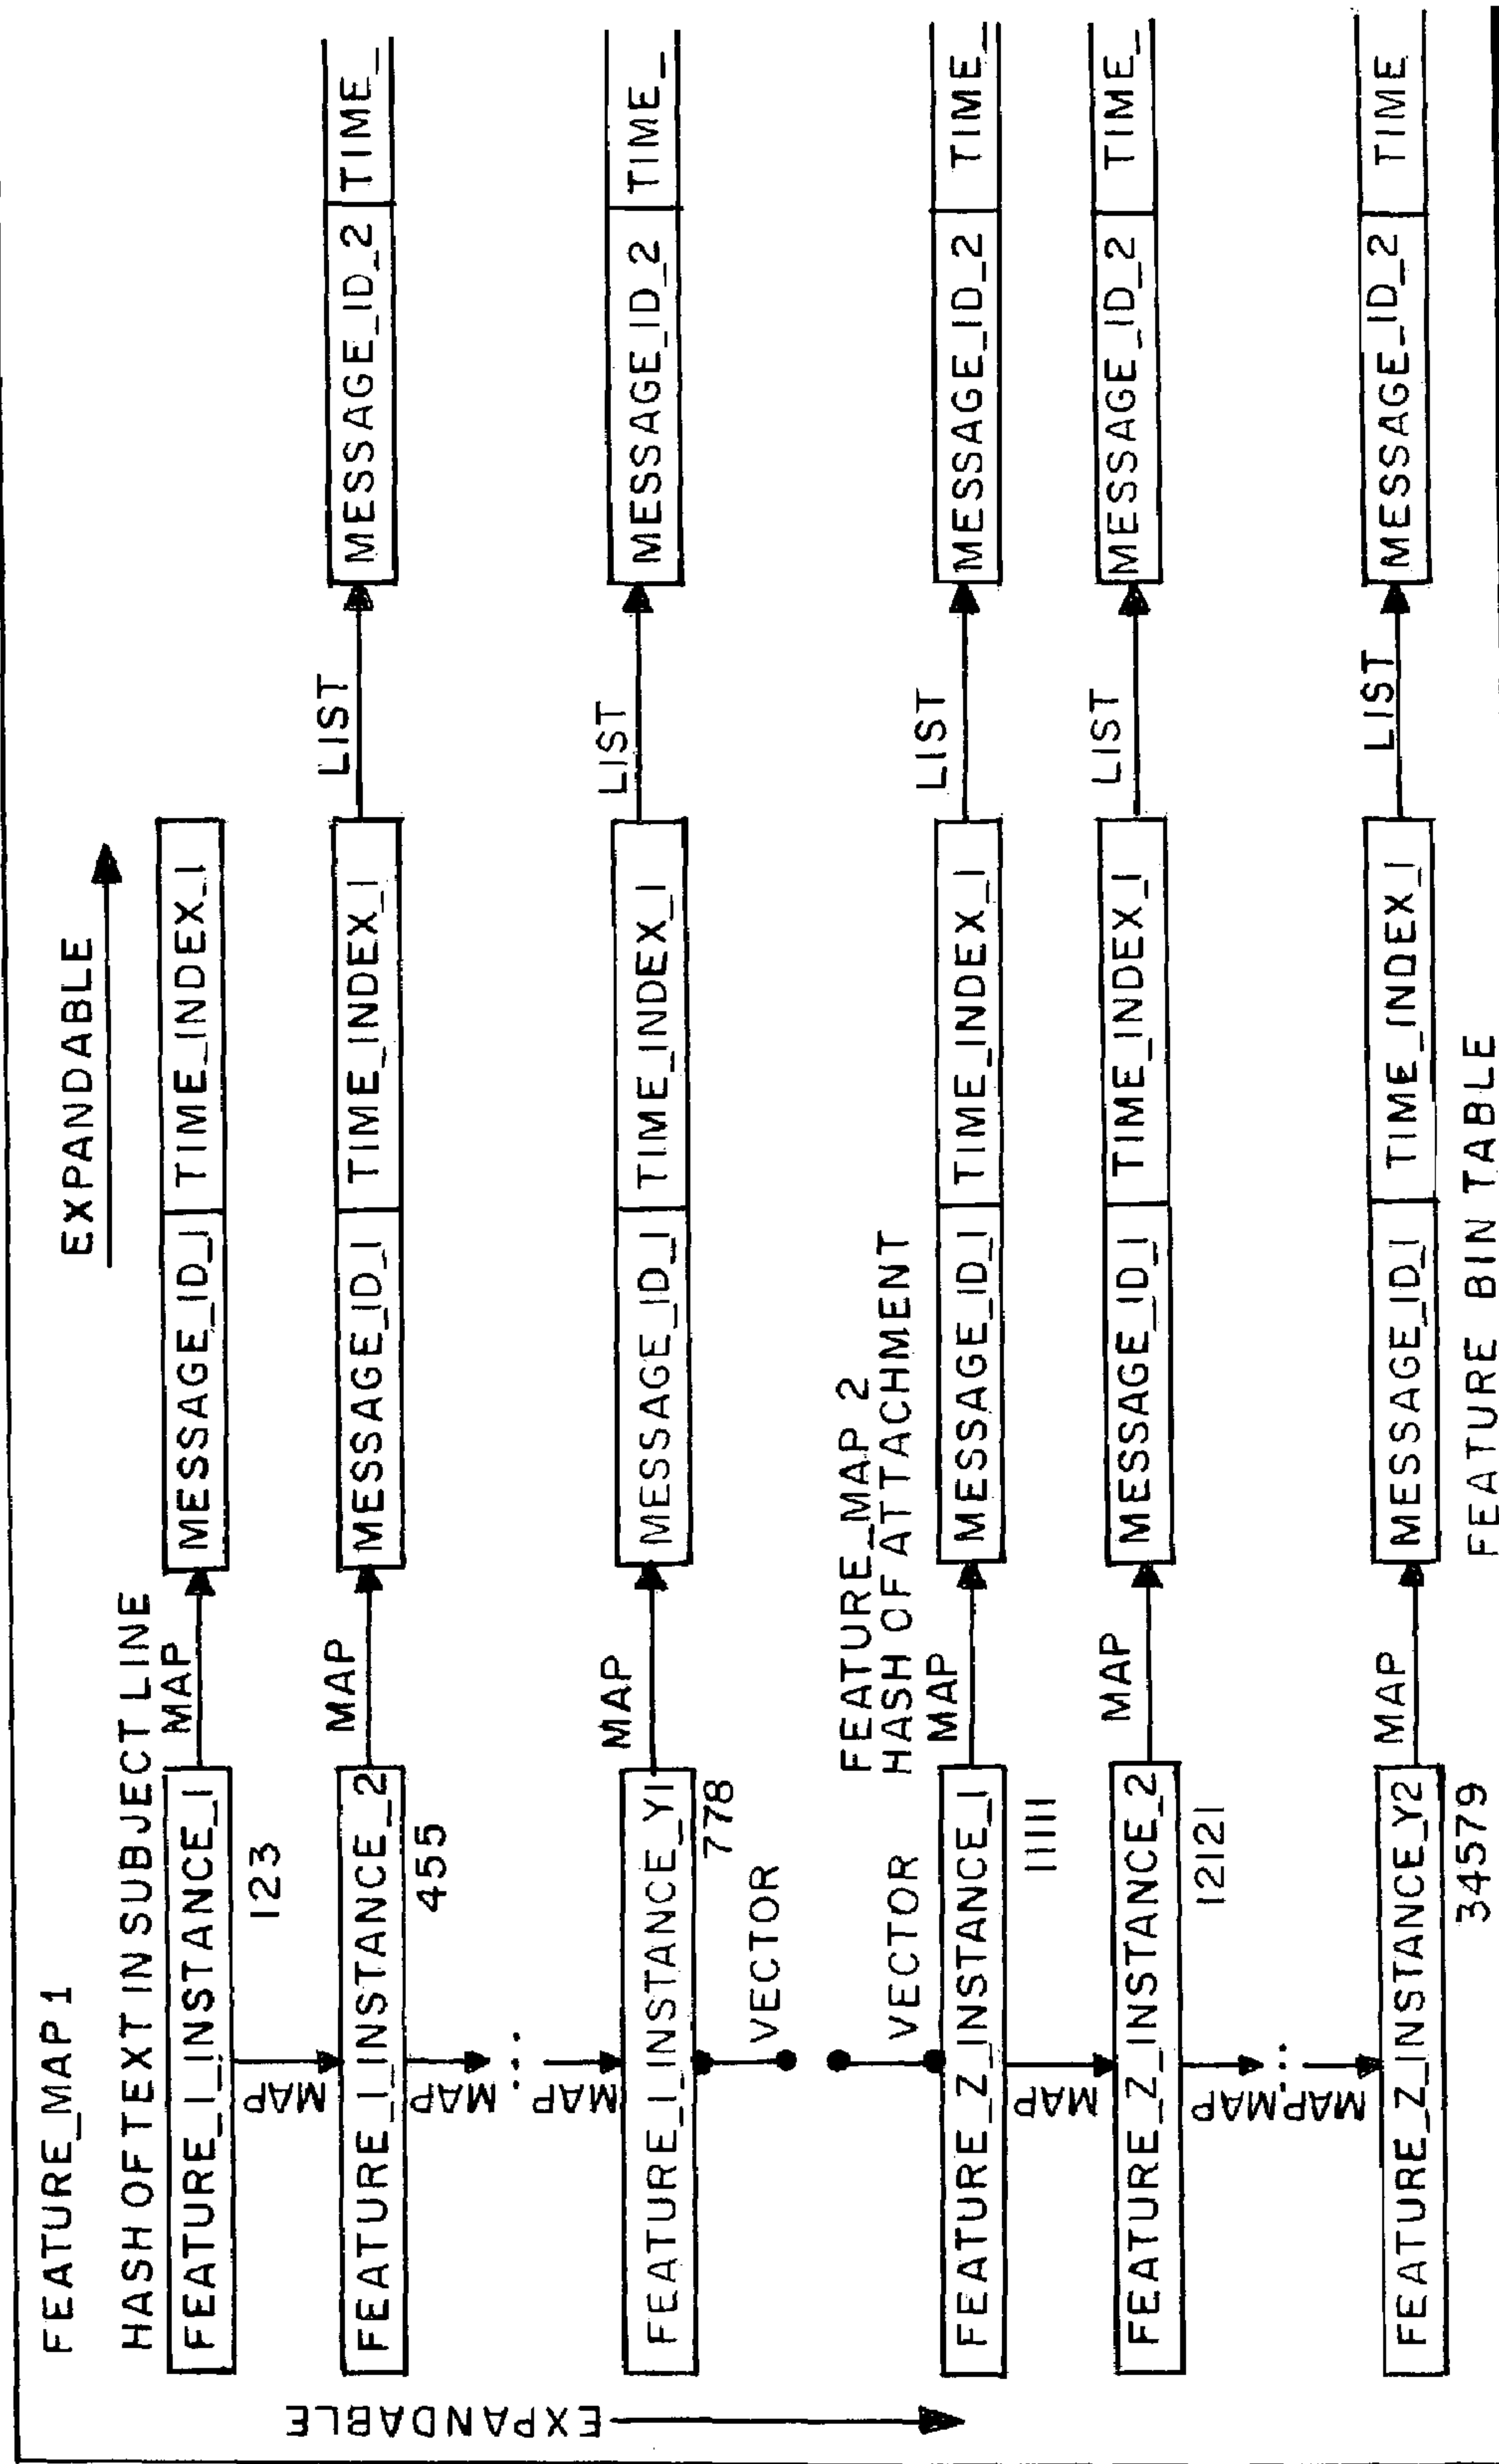 EXPANDABLE
FEATURE_MAP 1
HASH OF TEXT IN SUBJECT LINE
FEATURE_1_INSTANCE_1 MAP MESSAGE_ID_1 TIME_INDEX_1
123
MAP
FEATURE_1_INSTANCE_2 MAP MESSAGE_ID_1 TIME_INDEX_1 LIST MESSAGE_ID_2 TIME_
455
MAP
...
MAP
FEATURE_1_INSTANCE_Y1 MAP MESSAGE_ID_1 TIME_INDEX_1 LIST MESSAGE_ID_2 TIME_
778
VECTOR
FEATURE_MAP 2
HASH OF ATTACHMENT
VECTOR
FEATURE_Z_INSTANCE_1 MAP MESSAGE_ID_1 TIME_INDEX_1 LIST MESSAGE_ID_2 TIME_
11111
MAP
FEATURE_Z_INSTANCE_2 MAP MESSAGE_ID_1 TIME_INDEX_1 LIST MESSAGE_ID_2 TIME_
12121
MAP
...
MAP
FEATURE_Z_INSTANCE_Y2 MAP MESSAGE_ID_1 TIME_INDEX_1 LIST MESSAGE_ID_2 TIME
34579
EXPANDABLE
FEATURE BIN TABLE